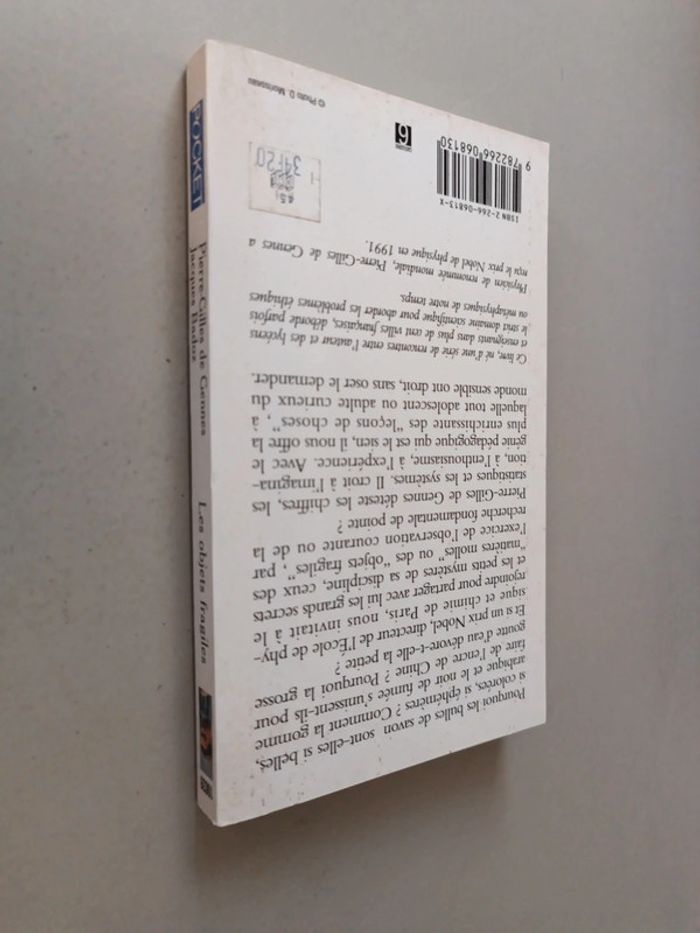 Pourquoi les bulles de savon sont-elles si belles,
si colorées, si éphémères ? Comment la gomme
arabique et le noir de fumée s'unissent-ils pour
faire de l'encre de Chine ? Pourquoi la grosse
goutte d'eau dévore-t-elle la petite ?
Et si un prix Nobel, directeur de l'École de phy-
sique et chimie de Paris, nous invitait à le
rejoindre pour partager avec lui les grands secrets
et les petits mystères de sa discipline, ceux des
"matières molles" ou des "objets fragiles", par
l'exercice de l'observation courante ou de la
recherche fondamentale de pointe ?
Pierre-Gilles de Gennes déteste les chiffres, les
statistiques et les systèmes. Il croit à l'imagina-
tion, à l'enthousiasme, à l'expérience. Avec le
génie pédagogique qui est le sien, il nous offre la
plus enrichissante des "leçons de choses", à
laquelle tout adolescent ou adulte curieux du
monde sensible ont droit, sans oser le demander.
Ce livre, né d'une série de rencontres entre l'auteur et des lycéens
et enseignants dans plus de cent villes françaises, déborde parfois
le strict domaine scientifique pour aborder les problèmes éthiques
ou métaphysiques de notre temps.
Physicien de renommée mondiale, Pierre-Gilles de Gennes a
reçu le prix Nobel de physique en 1991.
ISBN 2-266-06813-X
9 782266 068130
6
34F20
© Photo D. Morisseau
POCKET
Pierre-Gilles de Gennes
Jacques Badoz
Les objets fragiles